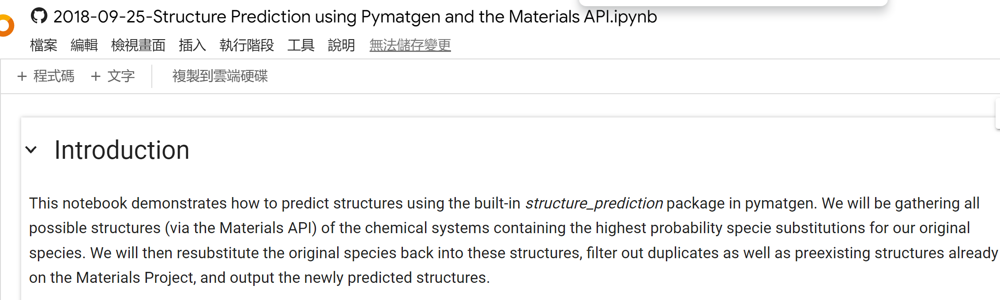 2018-09-25-Structure Prediction using Pymatgen and the Materials API.ipynb
檔案 編輯 檢視畫面 插入 執行階段 工具 說明 無法儲存變更
+ 程式碼 + 文字 複製到雲端硬碟
Introduction
This notebook demonstrates how to predict structures using the built-in structure_prediction package in pymatgen. We will be gathering all
possible structures (via the Materials API) of the chemical systems containing the highest probability specie substitutions for our original
species. We will then resubstitute the original species back into these structures, filter out duplicates as well as preexisting structures already
on the Materials Project, and output the newly predicted structures.